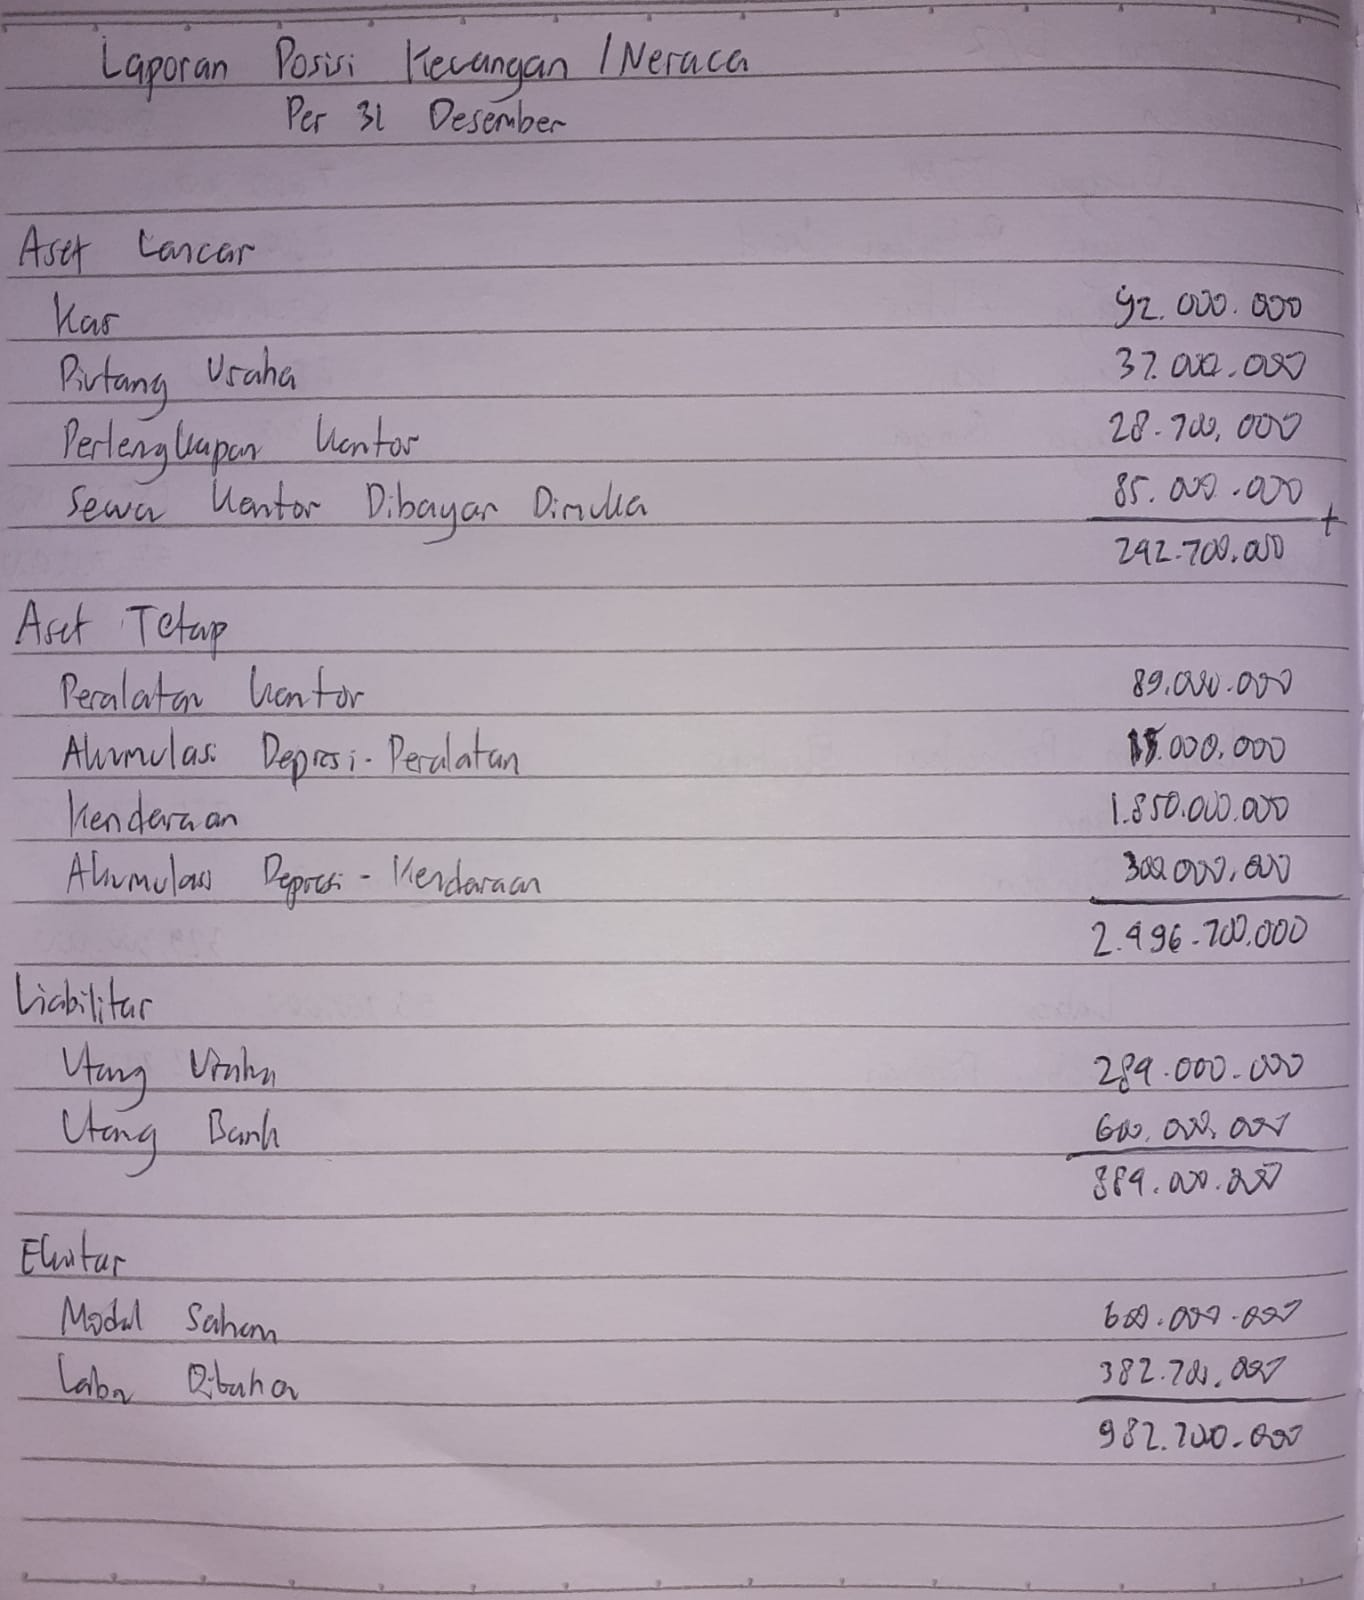 Laporan Posisi Keuangan / Neraca
Per 31 Desember
Aset Lancar
Kas 92.000.000
Piutang Usaha 37.000.000
Perlengkapan Kantor 28.700.000
Sewa Kantor Dibayar Dimuka 85.000.000 +
242.700.000
Aset Tetap
Peralatan Kantor 89.000.000
Akumulasi Depresi - Peralatan 15.000.000
Kendaraan 1.850.000.000
Akumulasi Depresi - Kendaraan 300.000.000
2.496.700.000
Liabilitas
Utang Usaha 284.000.000
Utang Bank 600.000.000
884.000.000
Ekuitas
Modal Saham 600.000.000
Laba Ditahan 382.700.000
982.700.000